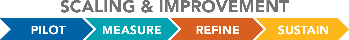 SCALING & IMPROVEMENT
PILOT MEASURE REFINE SUSTAIN